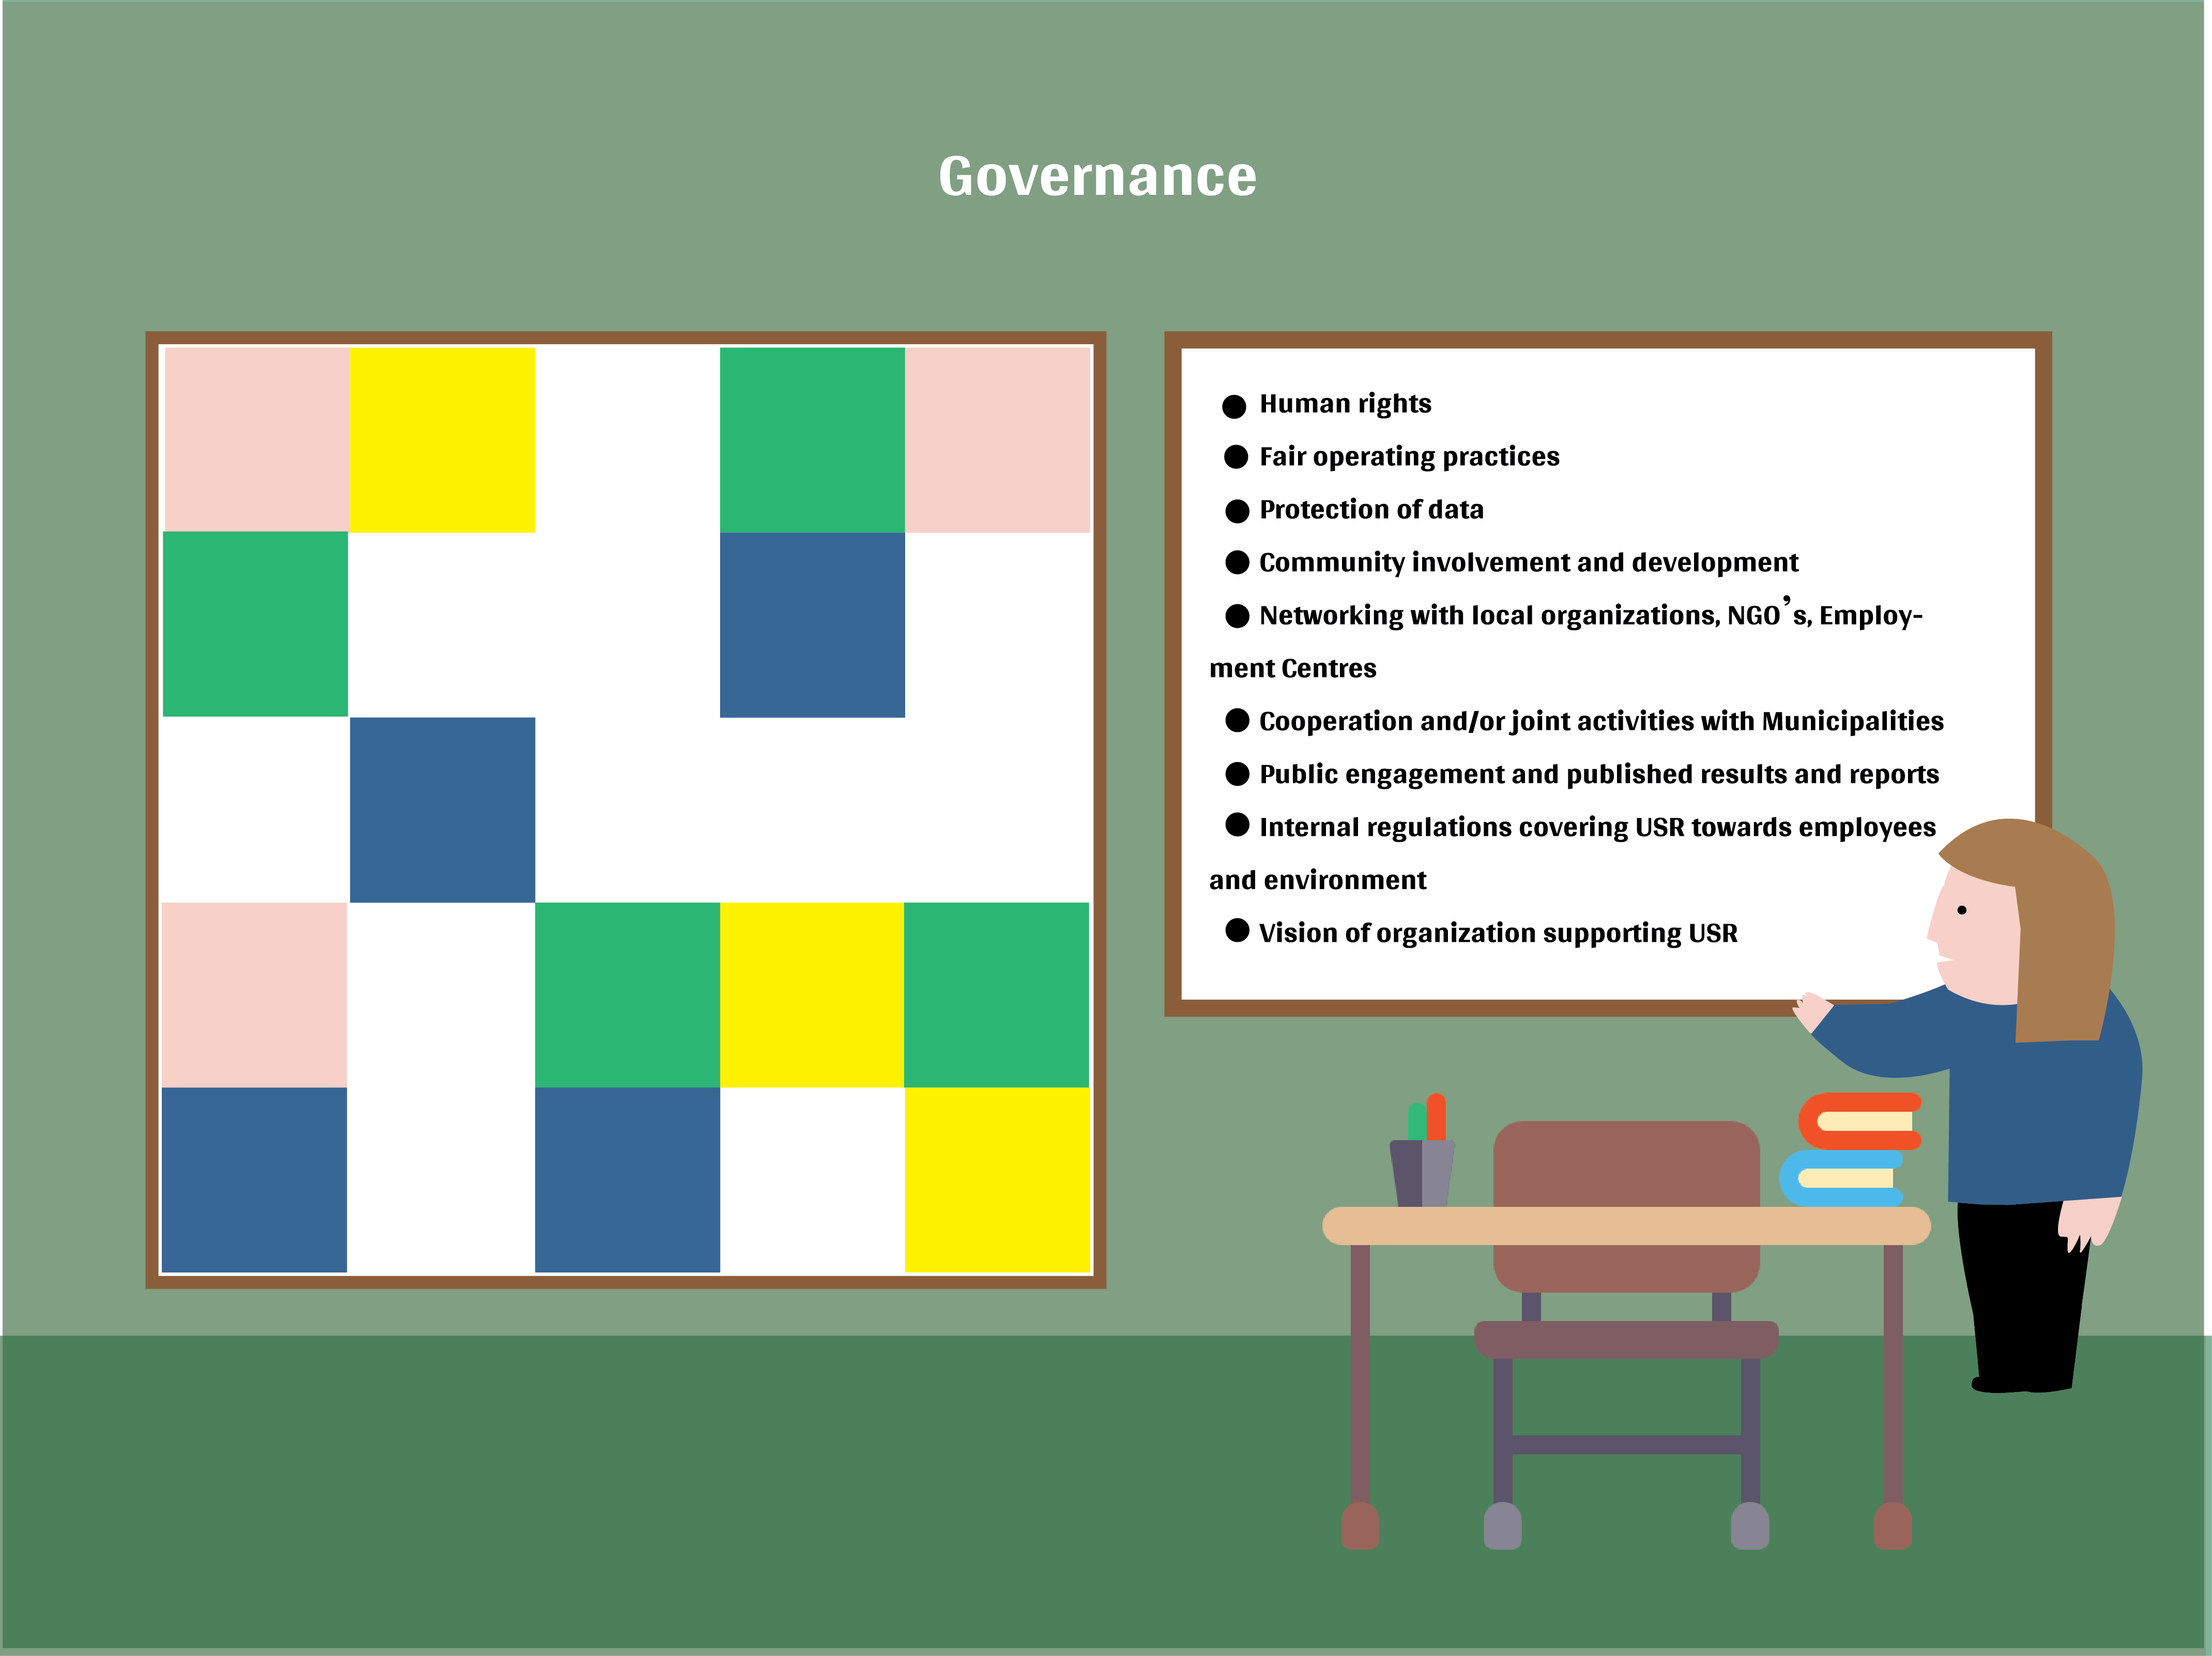 Governance
● Human rights
● Fair operating practices
● Protection of data
● Community involvement and development
● Networking with local organizations, NGO’s, Employ-
ment Centres
● Cooperation and/or joint activities with Municipalities
● Public engagement and published results and reports
● Internal regulations covering USR towards employees
and environment
● Vision of organization supporting USR